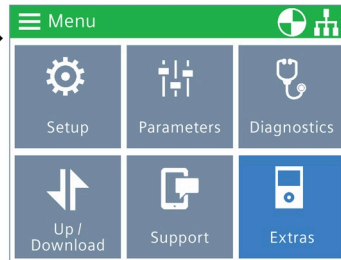 Menu
Setup
Parameters
Diagnostics
Up /
Download
Support
Extras